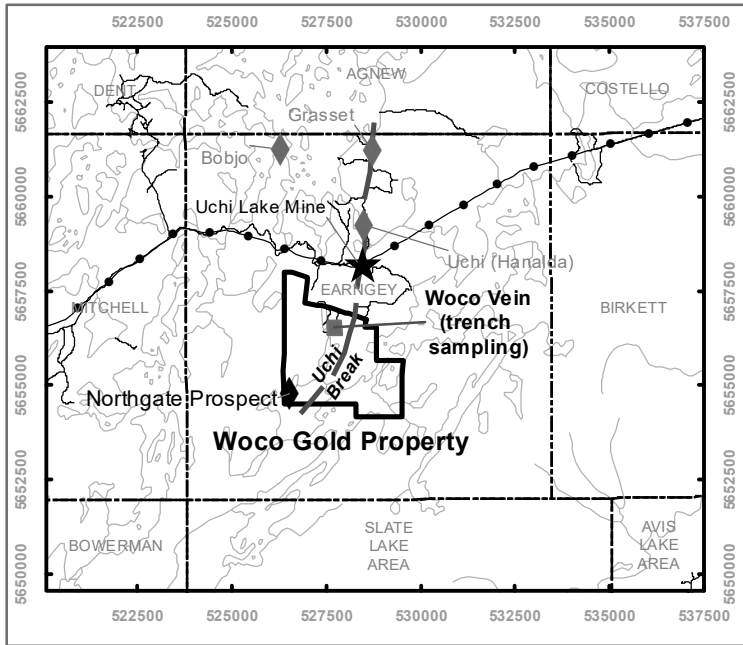 522500 525000 527500 530000 532500 535000 537500
5662500
5660000
5657500
5655000
5652500
5650000
DENT
AGNEW
COSTELLO
Grasset
Bobjo
Uchi Lake Mine
Uchi (Hanalda)
EARNGEY
MITCHELL
Woco Vein
(trench
sampling)
BIRKETT
Uchi
Break
Northgate Prospect
Woco Gold Property
BOWERMAN
SLATE
LAKE
AREA
AVIS
LAKE
AREA
5662500
5660000
5657500
5655000
5652500
5650000
522500 525000 527500 530000 532500 535000 537500